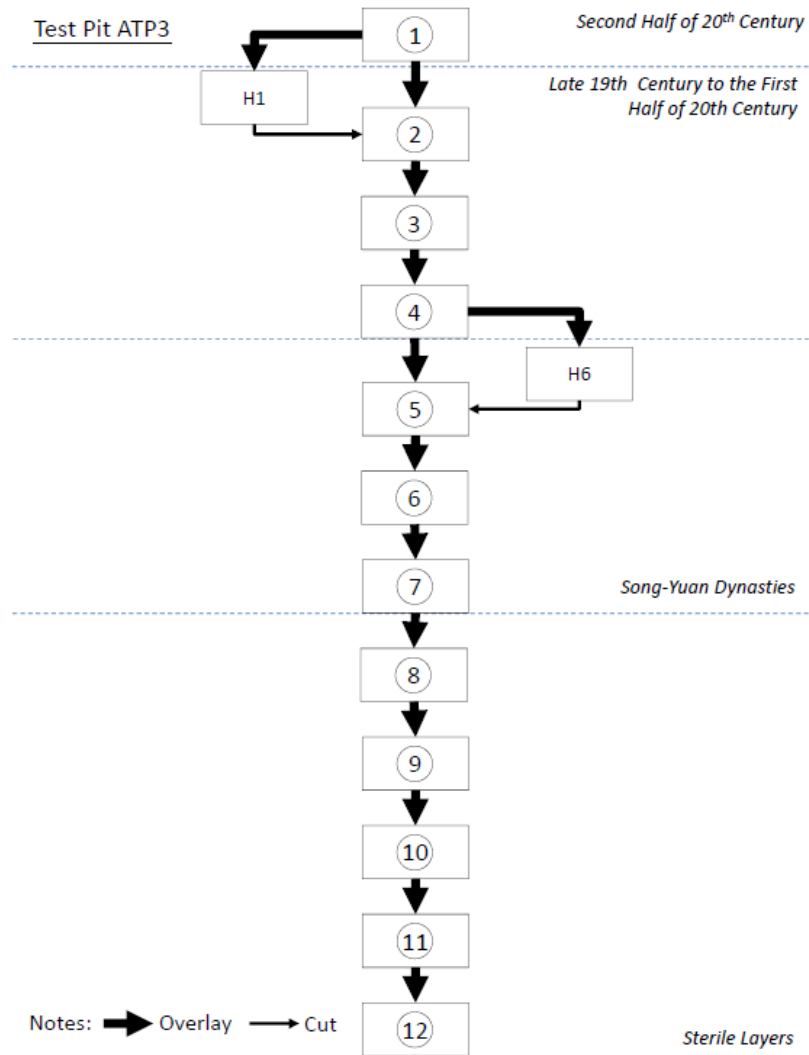 Test Pit ATP3
1
Second Half of 20th Century
H1
Late 19th Century to the First
Half of 20th Century
2
3
4
H6
5
6
7
Song-Yuan Dynasties
8
9
10
11
Notes: Overlay Cut
12
Sterile Layers